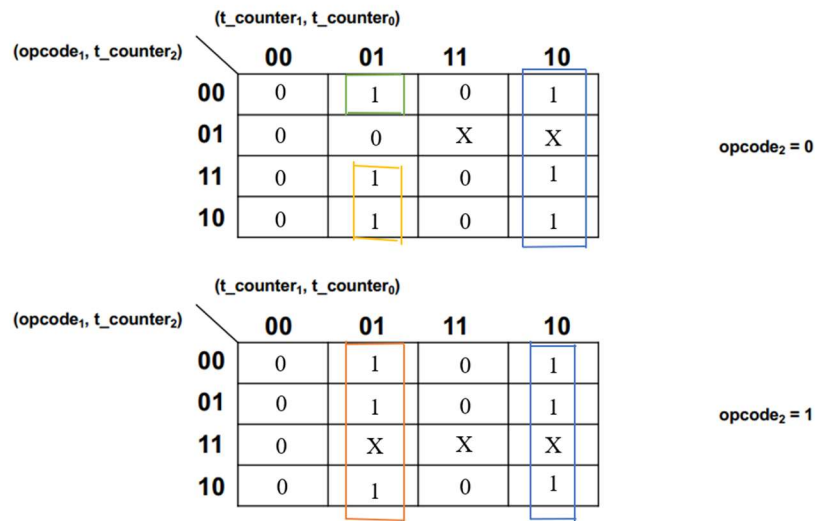 (t_counter₁, t_counter₀)
(opcode₁, t_counter₂)
00 01 11 10
00 0 1 0 1
01 0 0 X X
opcode₂ = 0
11 0 1 0 1
10 0 1 0 1
(t_counter₁, t_counter₀)
(opcode₁, t_counter₂)
00 01 11 10
00 0 1 0 1
01 0 1 0 1
opcode₂ = 1
11 0 X X X
10 0 1 0 1